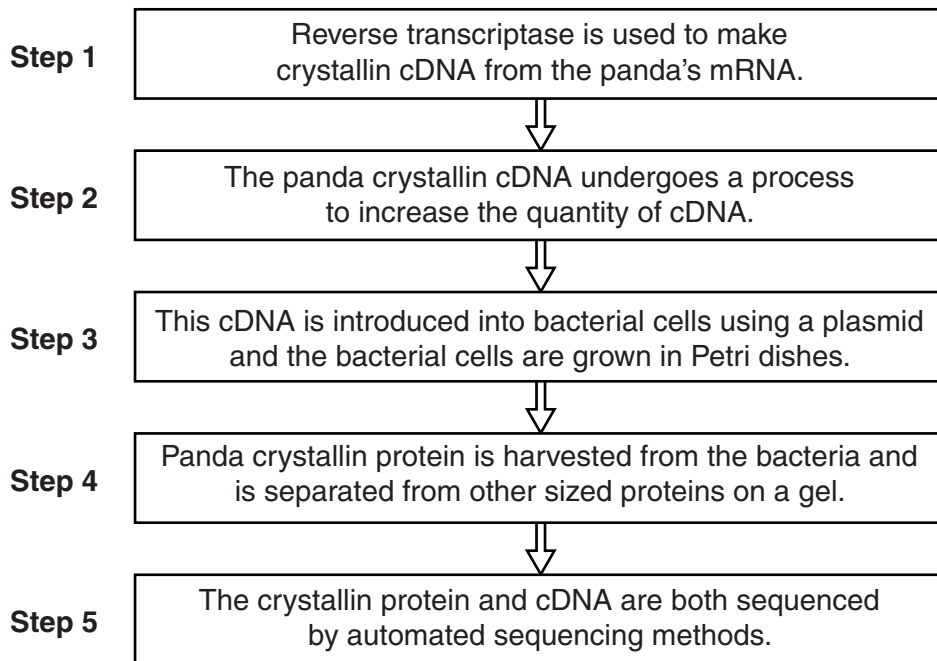 Step 1
Reverse transcriptase is used to make
crystallin cDNA from the panda's mRNA.
Step 2
The panda crystallin cDNA undergoes a process
to increase the quantity of cDNA.
Step 3
This cDNA is introduced into bacterial cells using a plasmid
and the bacterial cells are grown in Petri dishes.
Step 4
Panda crystallin protein is harvested from the bacteria and
is separated from other sized proteins on a gel.
Step 5
The crystallin protein and cDNA are both sequenced
by automated sequencing methods.